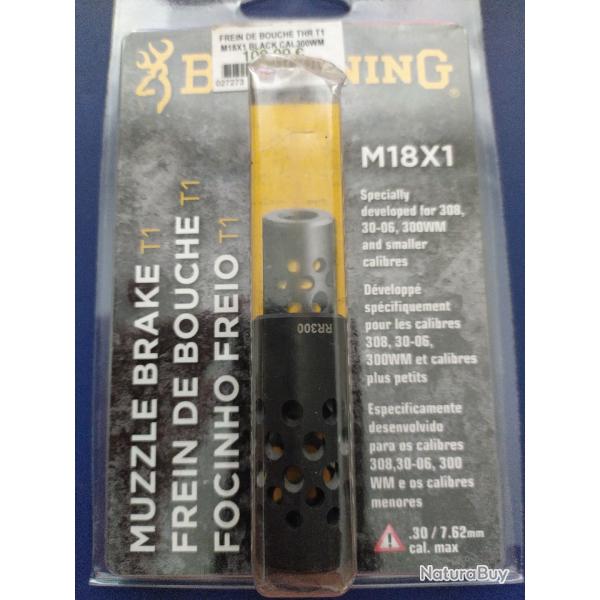 FREIN DE BOUCHE THR T1
M18X1 BLACK CAL300WM
027273
BROWNING
M18X1
Specially
developed for 308,
30-06, 300WM
and smaller
calibres
Développé
spécifiquement
pour les calibres
308, 30-06,
300WM et calibres
plus petits
Especificamente
desenvolvido
para os calibres
308,30-06, 300
WM e os calibres
menores
.30 / 7.62mm
cal. max
MUZZLE BRAKE T1
FREIN DE BOUCHE T1
FOCINHO FREIO T1
RR300
NaturaBuy